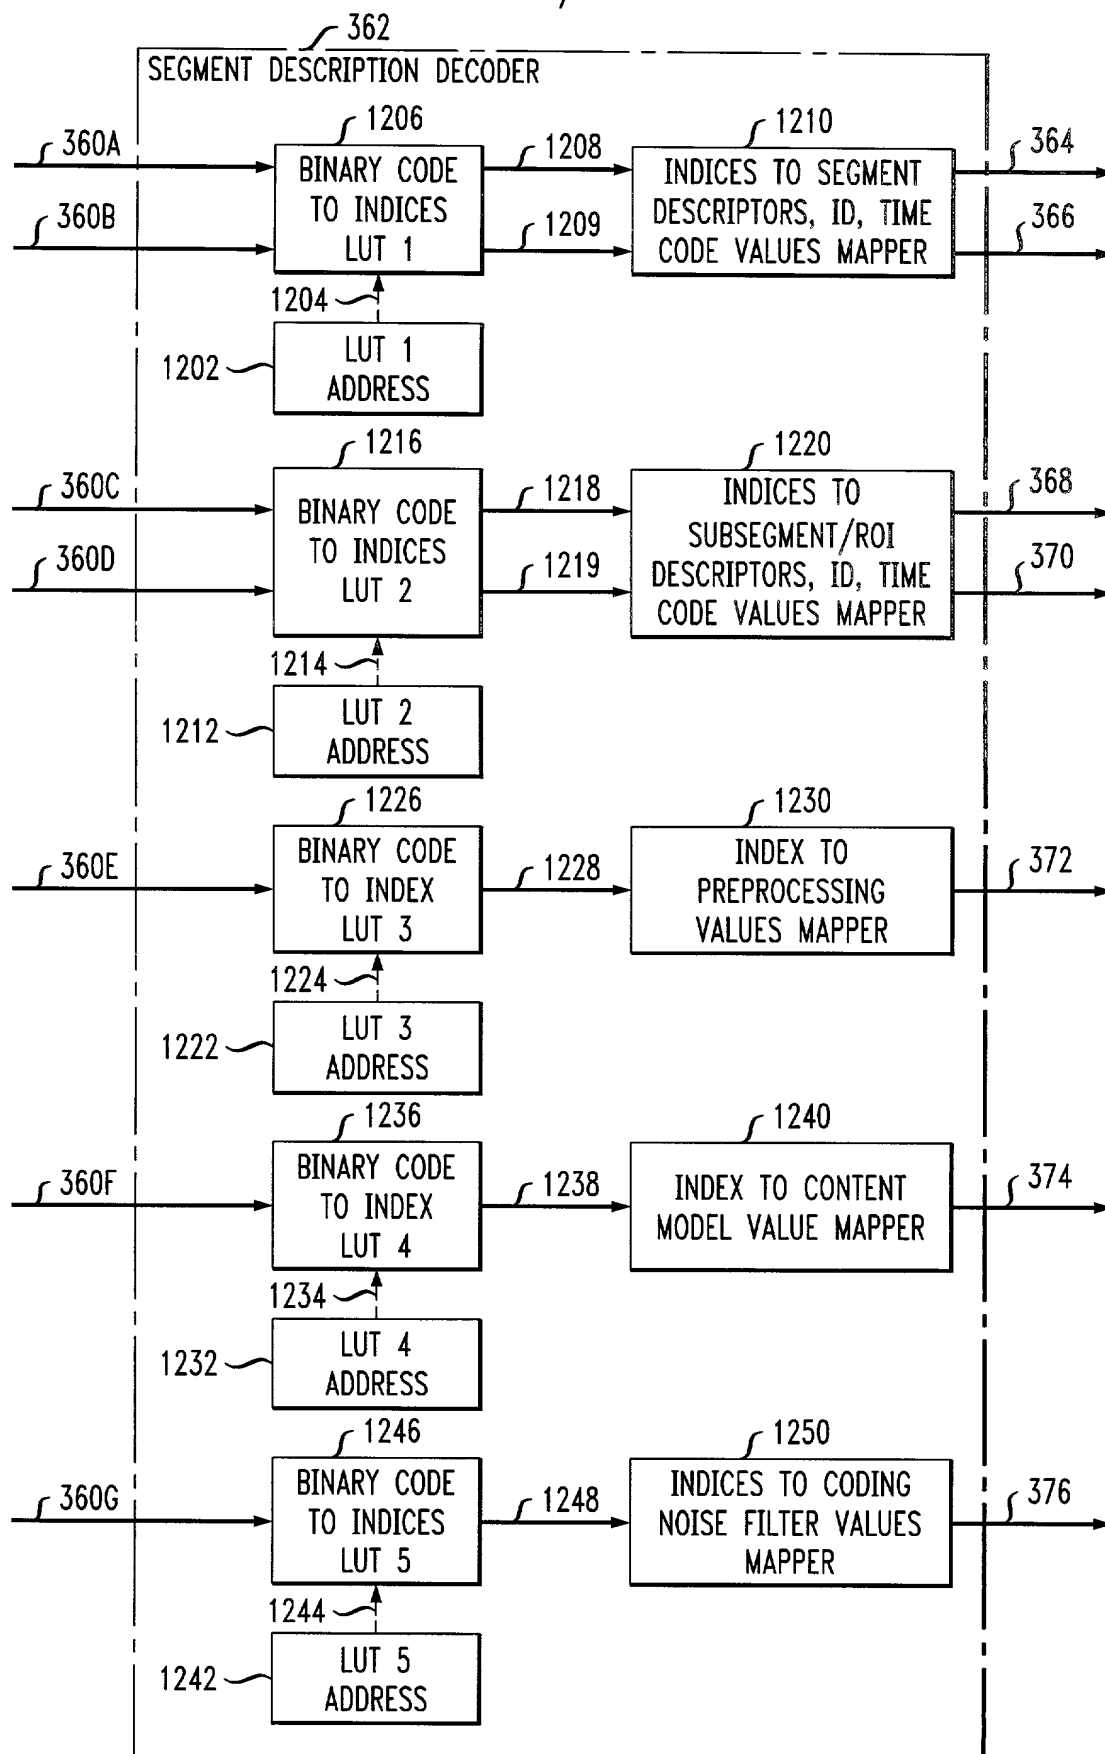 362
SEGMENT DESCRIPTION DECODER
360A
360B
1206
BINARY CODE
TO INDICES
LUT 1
1208
1209
1210
INDICES TO SEGMENT
DESCRIPTORS, ID, TIME
CODE VALUES MAPPER
364
366
1204
1202
LUT 1
ADDRESS
360C
360D
1216
BINARY CODE
TO INDICES
LUT 2
1218
1219
1220
INDICES TO
SUBSEGMENT/ROI
DESCRIPTORS, ID, TIME
CODE VALUES MAPPER
368
370
1214
1212
LUT 2
ADDRESS
360E
1226
BINARY CODE
TO INDEX
LUT 3
1228
1230
INDEX TO
PREPROCESSING
VALUES MAPPER
372
1224
1222
LUT 3
ADDRESS
360F
1236
BINARY CODE
TO INDEX
LUT 4
1238
1240
INDEX TO CONTENT
MODEL VALUE MAPPER
374
1234
1232
LUT 4
ADDRESS
360G
1246
BINARY CODE
TO INDICES
LUT 5
1248
1250
INDICES TO CODING
NOISE FILTER VALUES
MAPPER
376
1244
1242
LUT 5
ADDRESS